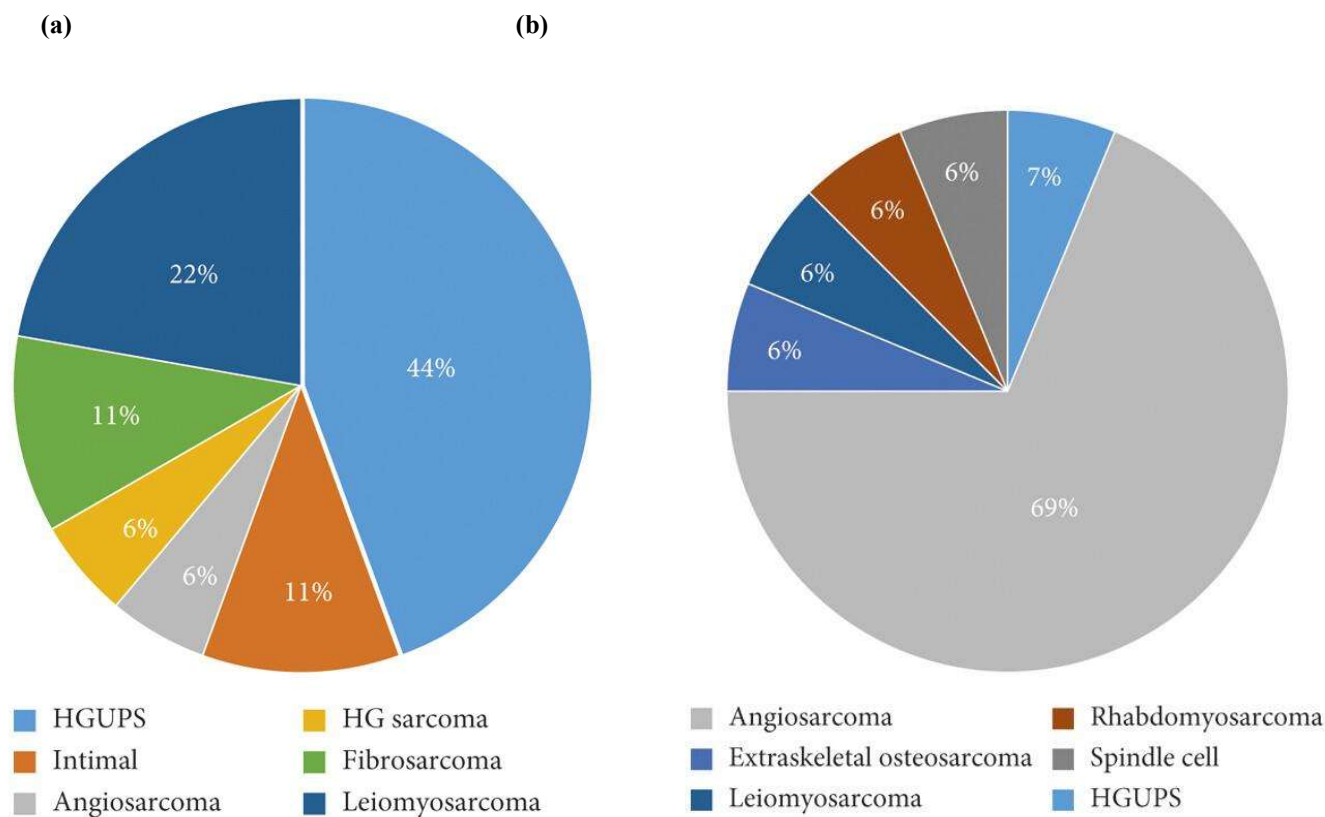 (a)
(b)
44%
11%
6%
6%
11%
22%
HGUPS
Intimal
Angiosarcoma
HG sarcoma
Fibrosarcoma
Leiomyosarcoma
7%
69%
6%
6%
6%
6%
Angiosarcoma
Extraskeletal osteosarcoma
Leiomyosarcoma
Rhabdomyosarcoma
Spindle cell
HGUPS